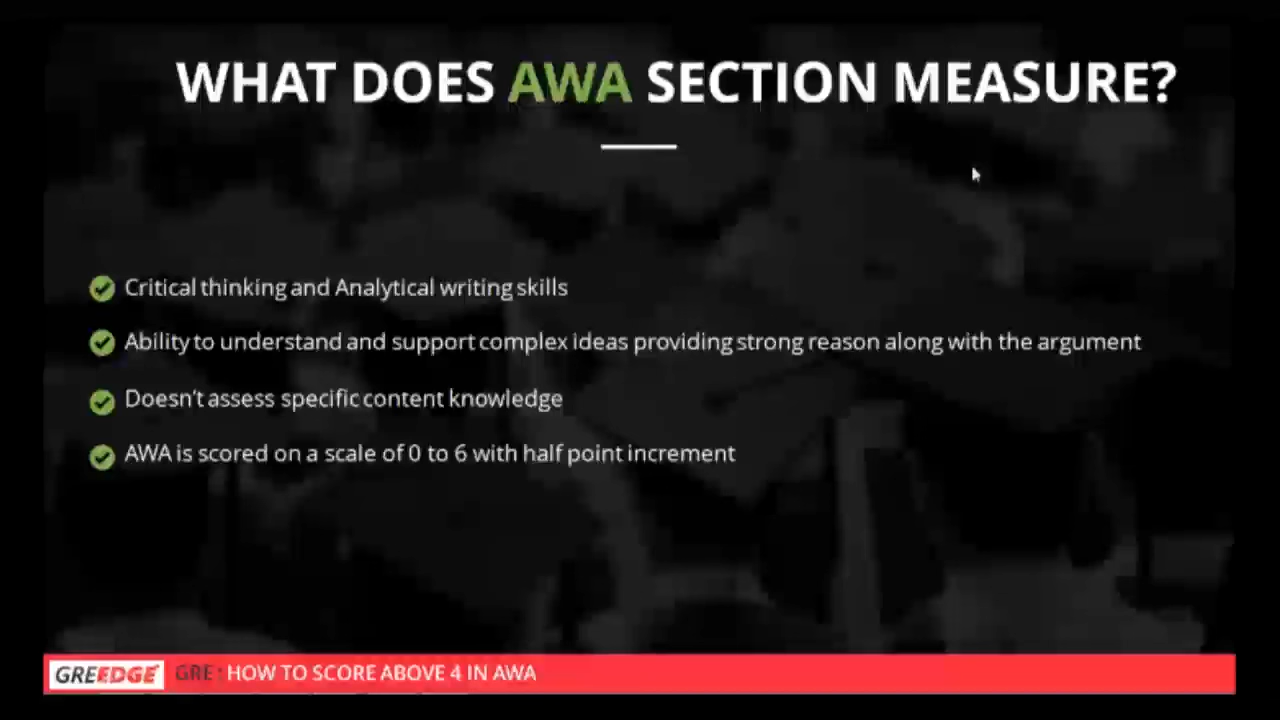 WHAT DOES AWA SECTION MEASURE?
Critical thinking and Analytical writing skills
Ability to understand and support complex ideas providing strong reason along with the argument
Doesn't assess specific content knowledge
AWA is scored on a scale of 0 to 6 with half point increment
GREEDGE GRE : HOW TO SCORE ABOVE 4 IN AWA